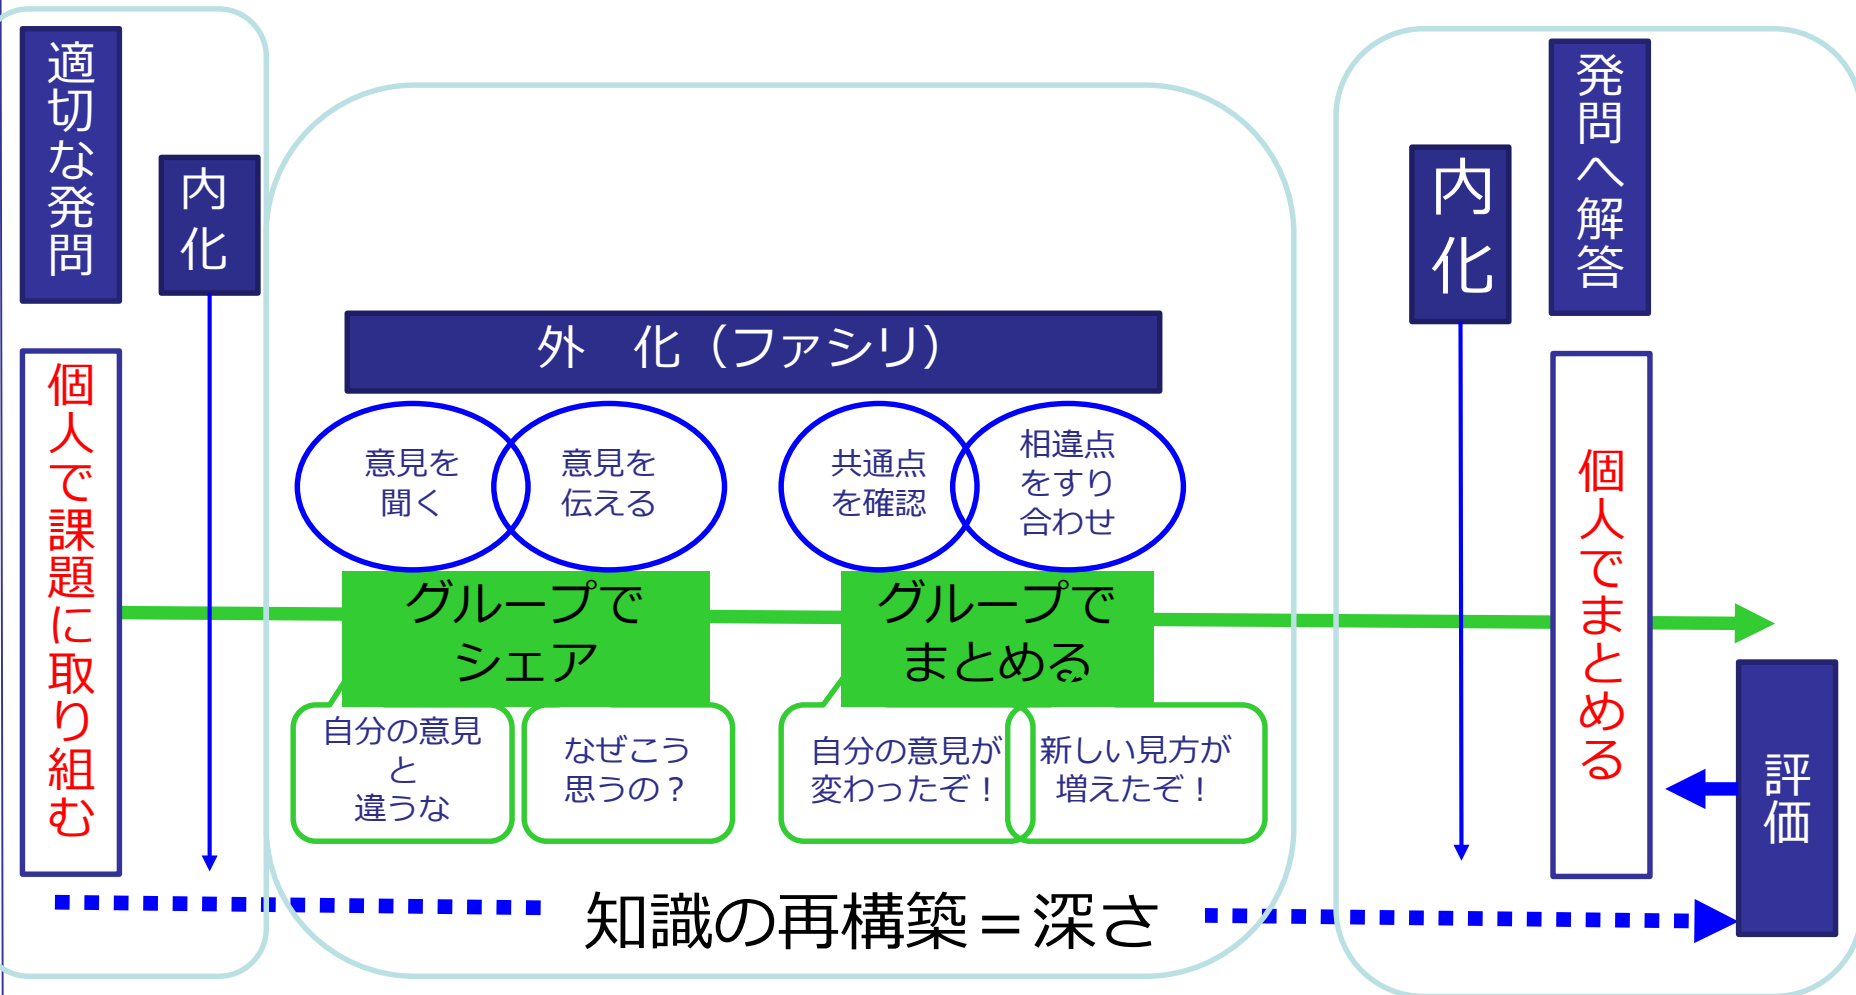 適切な発問
内化
個人で課題に取り組む
外　化（ファシリ）
意見を
聞く
意見を
伝える
共通点
を確認
相違点
をすり
合わせ
グループで
シェア
グループで
まとめる
自分の意見
と
違うな
なぜこう
思うの？
自分の意見が
変わったぞ！
新しい見方が
増えたぞ！
知識の再構築＝深さ
内化
発問へ解答
個人でまとめる
評価